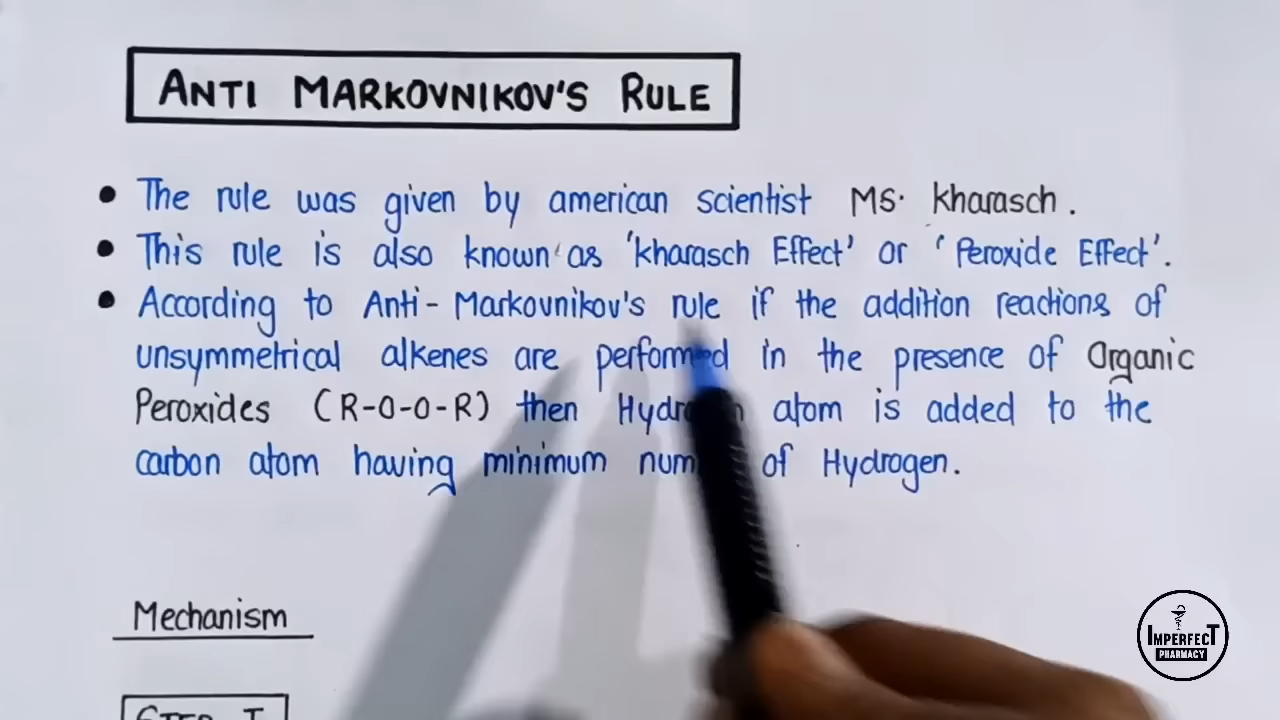 ANTI MARKOVNIKOV'S RULE
• The rule was given by american scientist MS. kharasch.
• This rule is also known as 'kharasch Effect' or 'Peroxide Effect'.
• According to Anti-Markovnikov's rule if the addition reactions of
unsymmetrical alkenes are performed in the presence of Organic
Peroxides (R-O-O-R) then atom is added to the
carbon atom having minimum of Hydrogen.
Mechanism
STEP I
IMPERFECT
PHARMACY